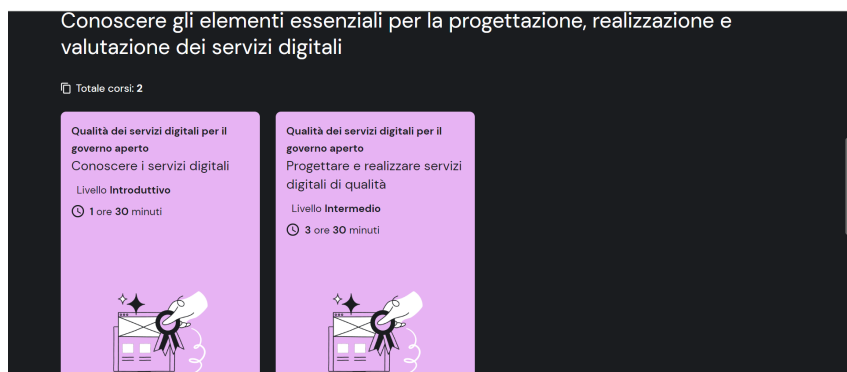 Conoscere gli elementi essenziali per la progettazione, realizzazione e
valutazione dei servizi digitali
Totale corsi: 2
Qualità dei servizi digitali per il
governo aperto
Conoscere i servizi digitali
Livello Introduttivo
1 ore 30 minuti
Qualità dei servizi digitali per il
governo aperto
Progettare e realizzare servizi
digitali di qualità
Livello Intermedio
3 ore 30 minuti